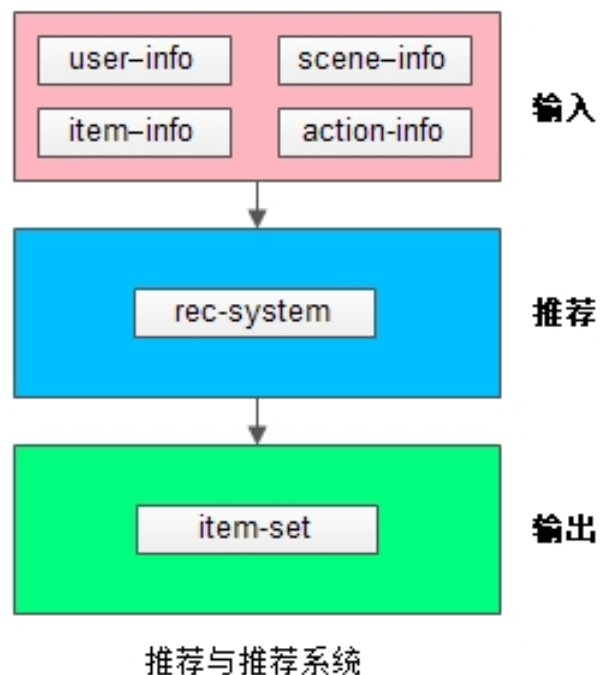 user–info scene–info
item–info action-info
输入
rec-system
推荐
item-set
输出
推荐与推荐系统